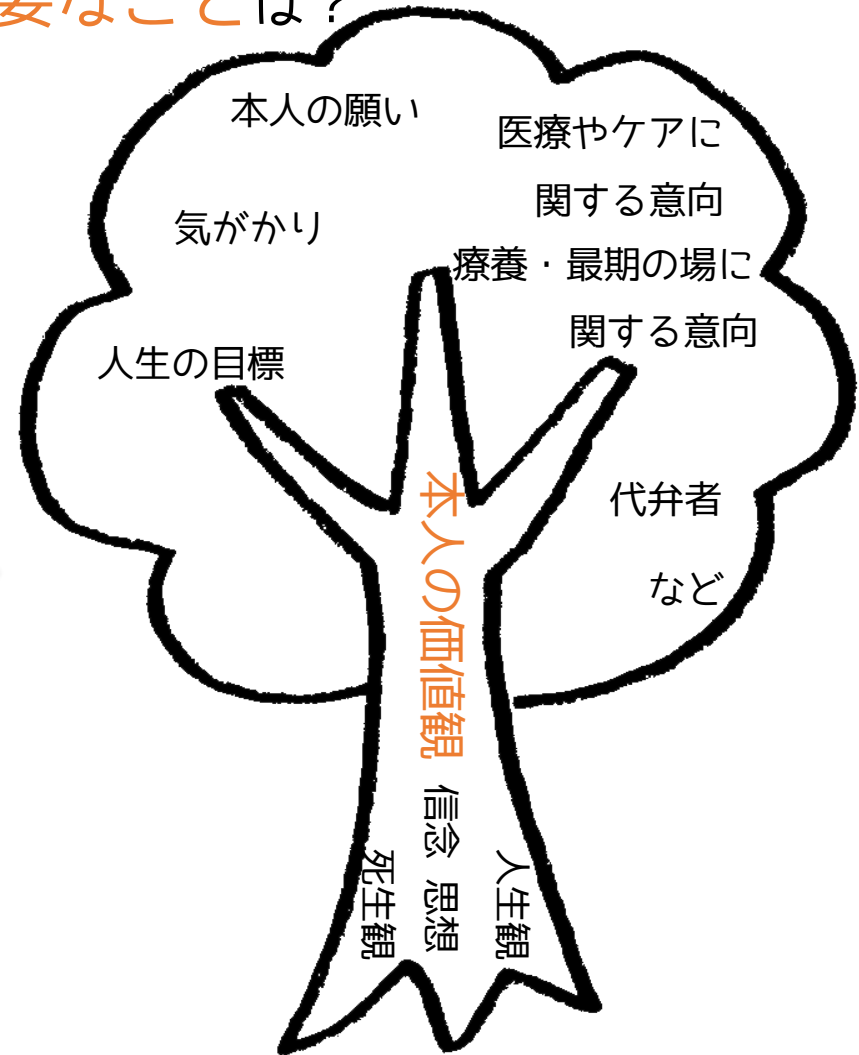 要なことは？
本人の願い
医療やケアに
関する意向
気がかり
療養・最期の場に
関する意向
人生の目標
代弁者
など
本人の価値観
信念 思想
死生観
人生観